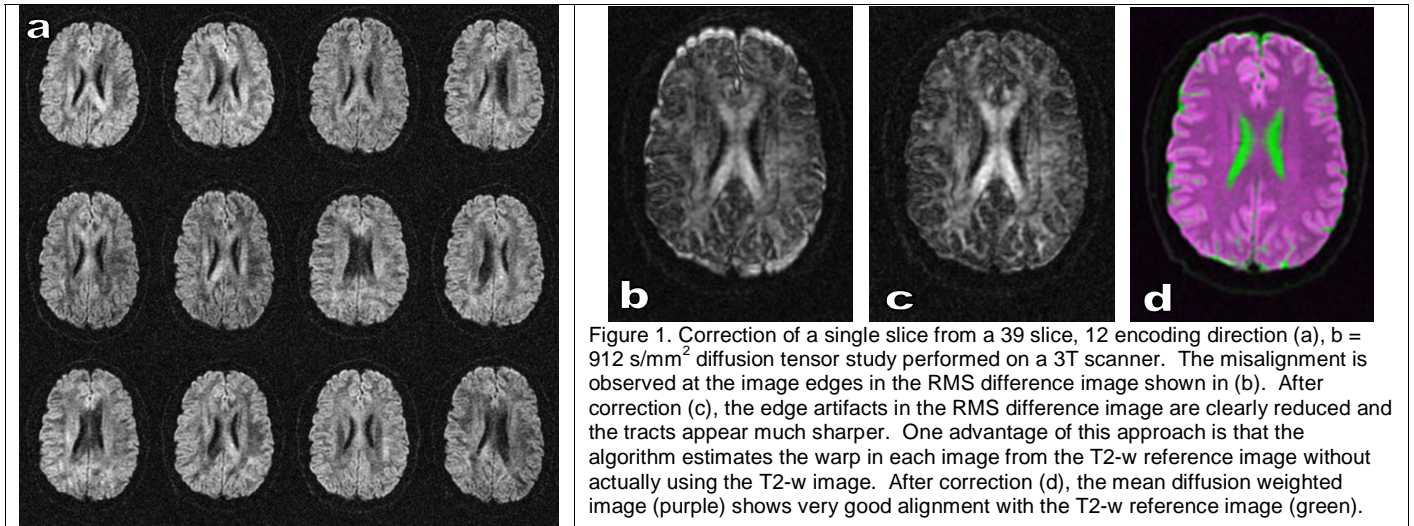 a
b
c
d
Figure 1. Correction of a single slice from a 39 slice, 12 encoding direction (a), b =
912 s/mm² diffusion tensor study performed on a 3T scanner. The misalignment is
observed at the image edges in the RMS difference image shown in (b). After
correction (c), the edge artifacts in the RMS difference image are clearly reduced and
the tracts appear much sharper. One advantage of this approach is that the
algorithm estimates the warp in each image from the T2-w reference image without
actually using the T2-w image. After correction (d), the mean diffusion weighted
image (purple) shows very good alignment with the T2-w reference image (green).